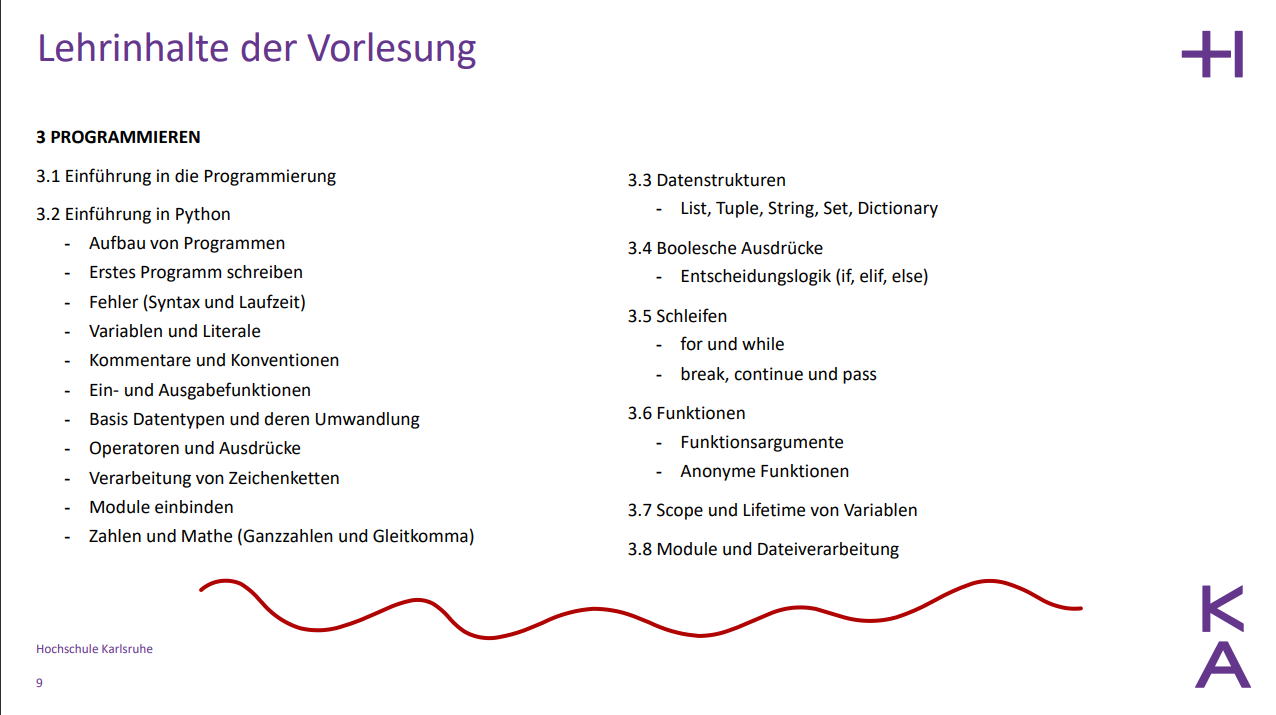 Lehrinhalte der Vorlesung
3 PROGRAMMIEREN
3.1 Einführung in die Programmierung
3.2 Einführung in Python
- Aufbau von Programmen
- Erstes Programm schreiben
- Fehler (Syntax und Laufzeit)
- Variablen und Literale
- Kommentare und Konventionen
- Ein- und Ausgabefunktionen
- Basis Datentypen und deren Umwandlung
- Operatoren und Ausdrücke
- Verarbeitung von Zeichenketten
- Module einbinden
- Zahlen und Mathe (Ganzzahlen und Gleitkomma)
3.3 Datenstrukturen
- List, Tuple, String, Set, Dictionary
3.4 Boolesche Ausdrücke
- Entscheidungslogik (if, elif, else)
3.5 Schleifen
- for und while
- break, continue und pass
3.6 Funktionen
- Funktionsargumente
- Anonyme Funktionen
3.7 Scope und Lifetime von Variablen
3.8 Module und Dateiverarbeitung
Hochschule Karlsruhe
9
H
K
A